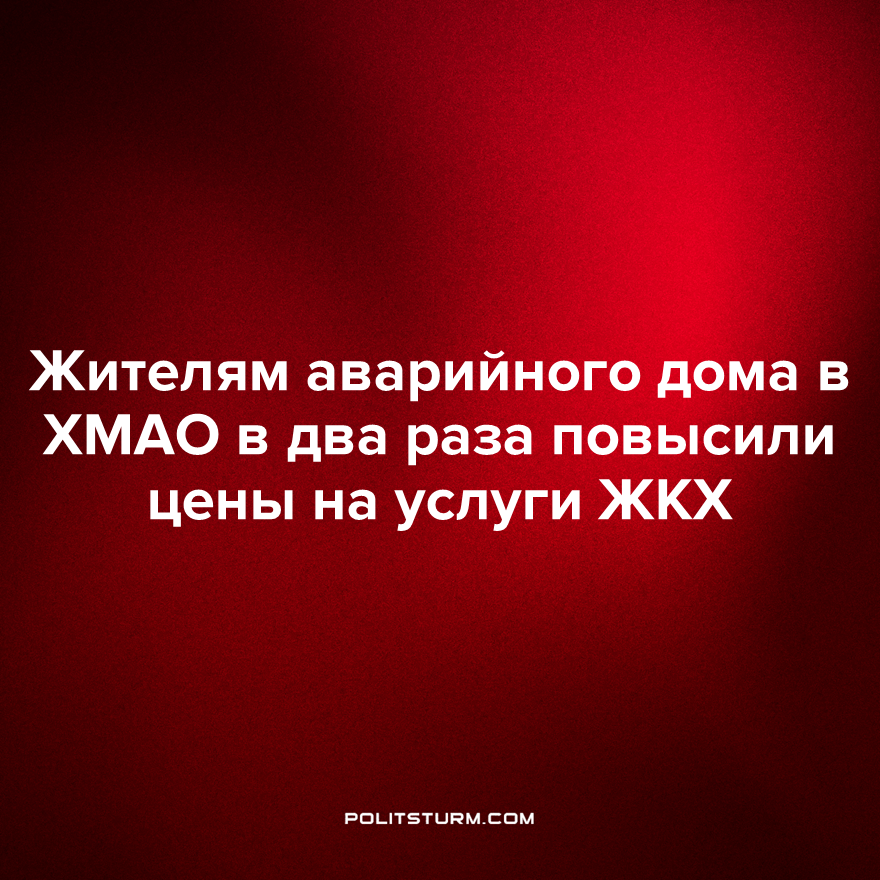 Жителям аварийного дома в
ХМАО в два раза повысили
цены на услуги ЖКХ
POLITSTURM.COM